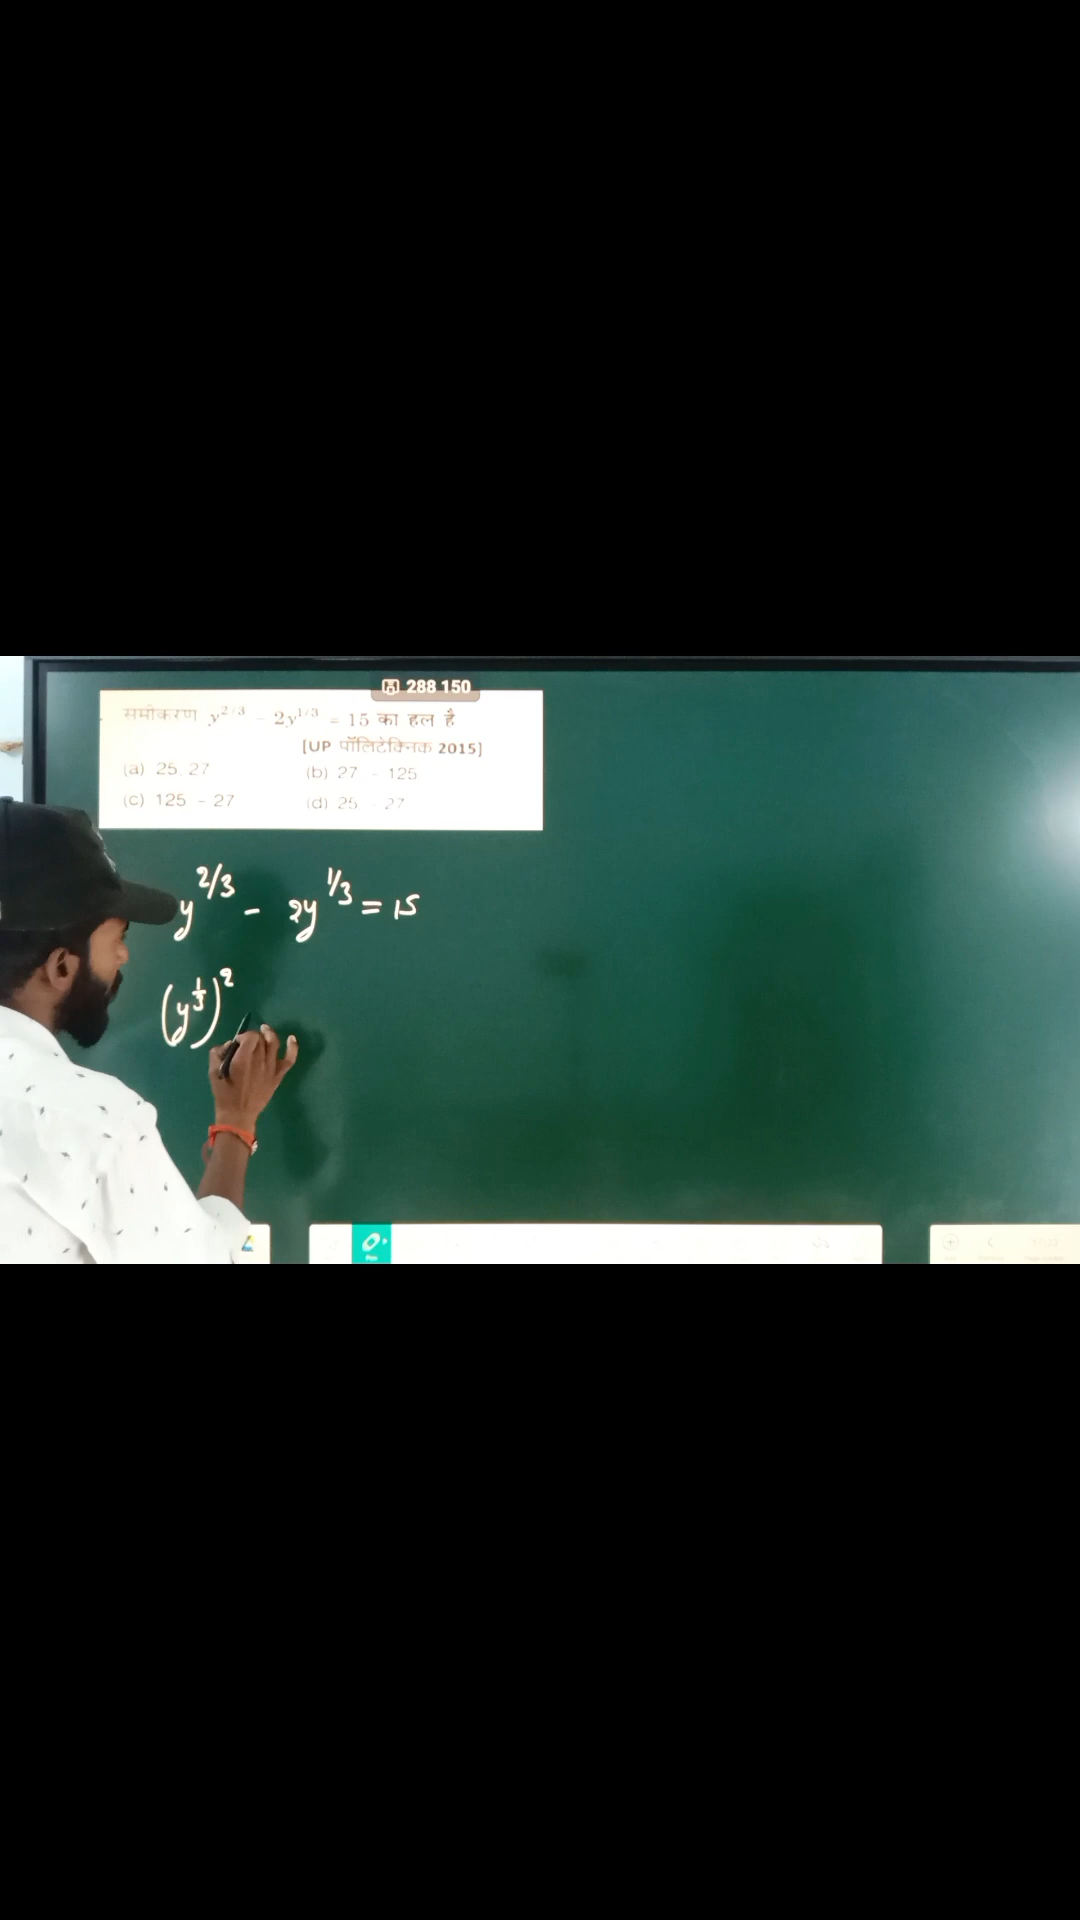 288 150
समीकरण y^{2/3} - 2y^{1/3} = 15 का हल है
[UP पॉलिटेक्निक 2015]
(a) 25, 27 (b) 27 - 125
(c) 125 - 27 (d) 25 - 27
y^{2/3} - 2y^{1/3} = 15
(y^{1/3})^2
Pen